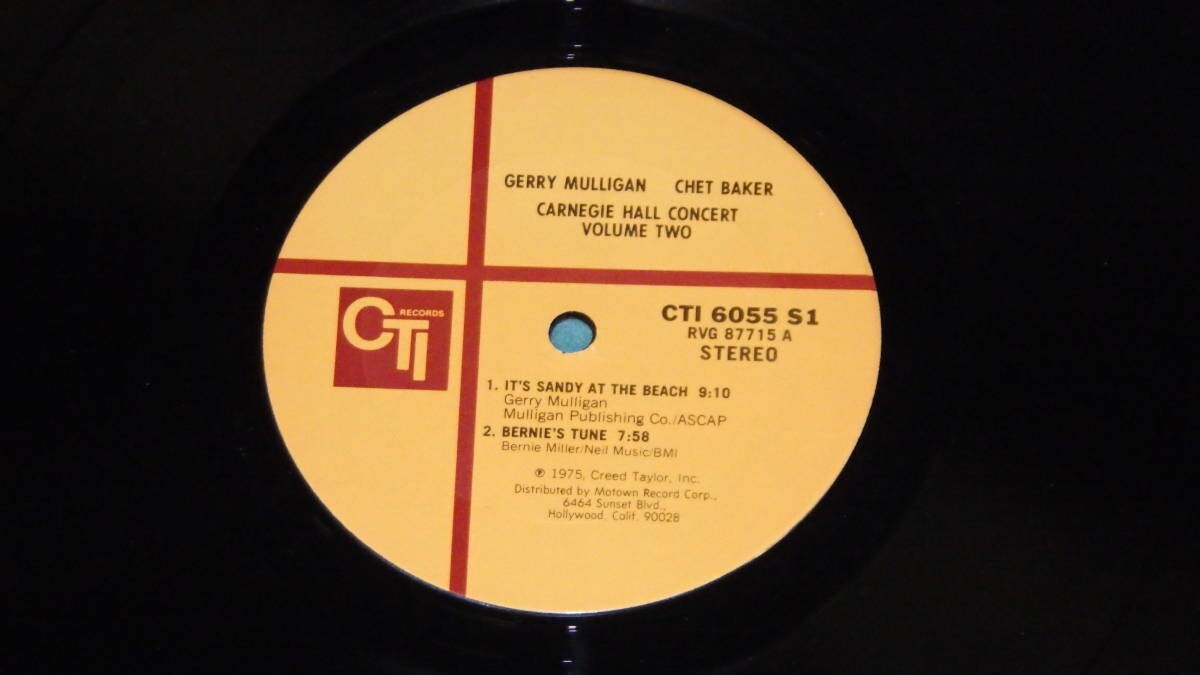 GERRY MULLIGAN CHET BAKER
CARNEGIE HALL CONCERT
VOLUME TWO
CTI RECORDS
CTI 6055 S1
RVG 87715 A
STEREO
1. IT'S SANDY AT THE BEACH 9:10
Gerry Mulligan
Mulligan Publishing Co./ASCAP
2. BERNIE'S TUNE 7:58
Bernie Miller/Neil Music/BMI
℗ 1975, Creed Taylor, Inc.
Distributed by Motown Record Corp.,
6464 Sunset Blvd.,
Hollywood, Calif. 90028